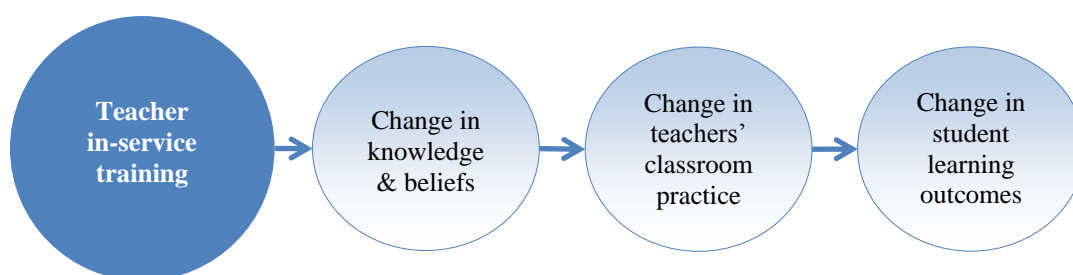 Teacher
in-service
training
Change in
knowledge
& beliefs
Change in
teachers’
classroom
practice
Change in
student
learning
outcomes